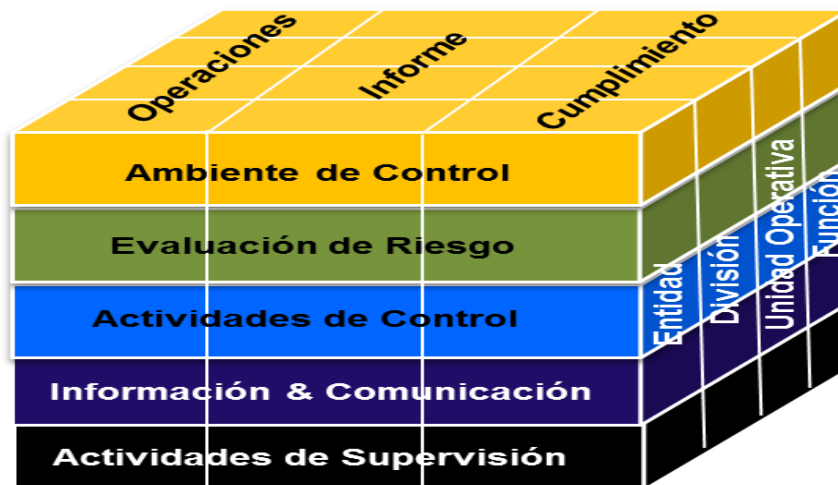 Operaciones
Informe
Cumplimiento
Ambiente de Control
Evaluación de Riesgo
Actividades de Control
Información & Comunicación
Actividades de Supervisión
Entidad
División
Unidad Operativa
Función